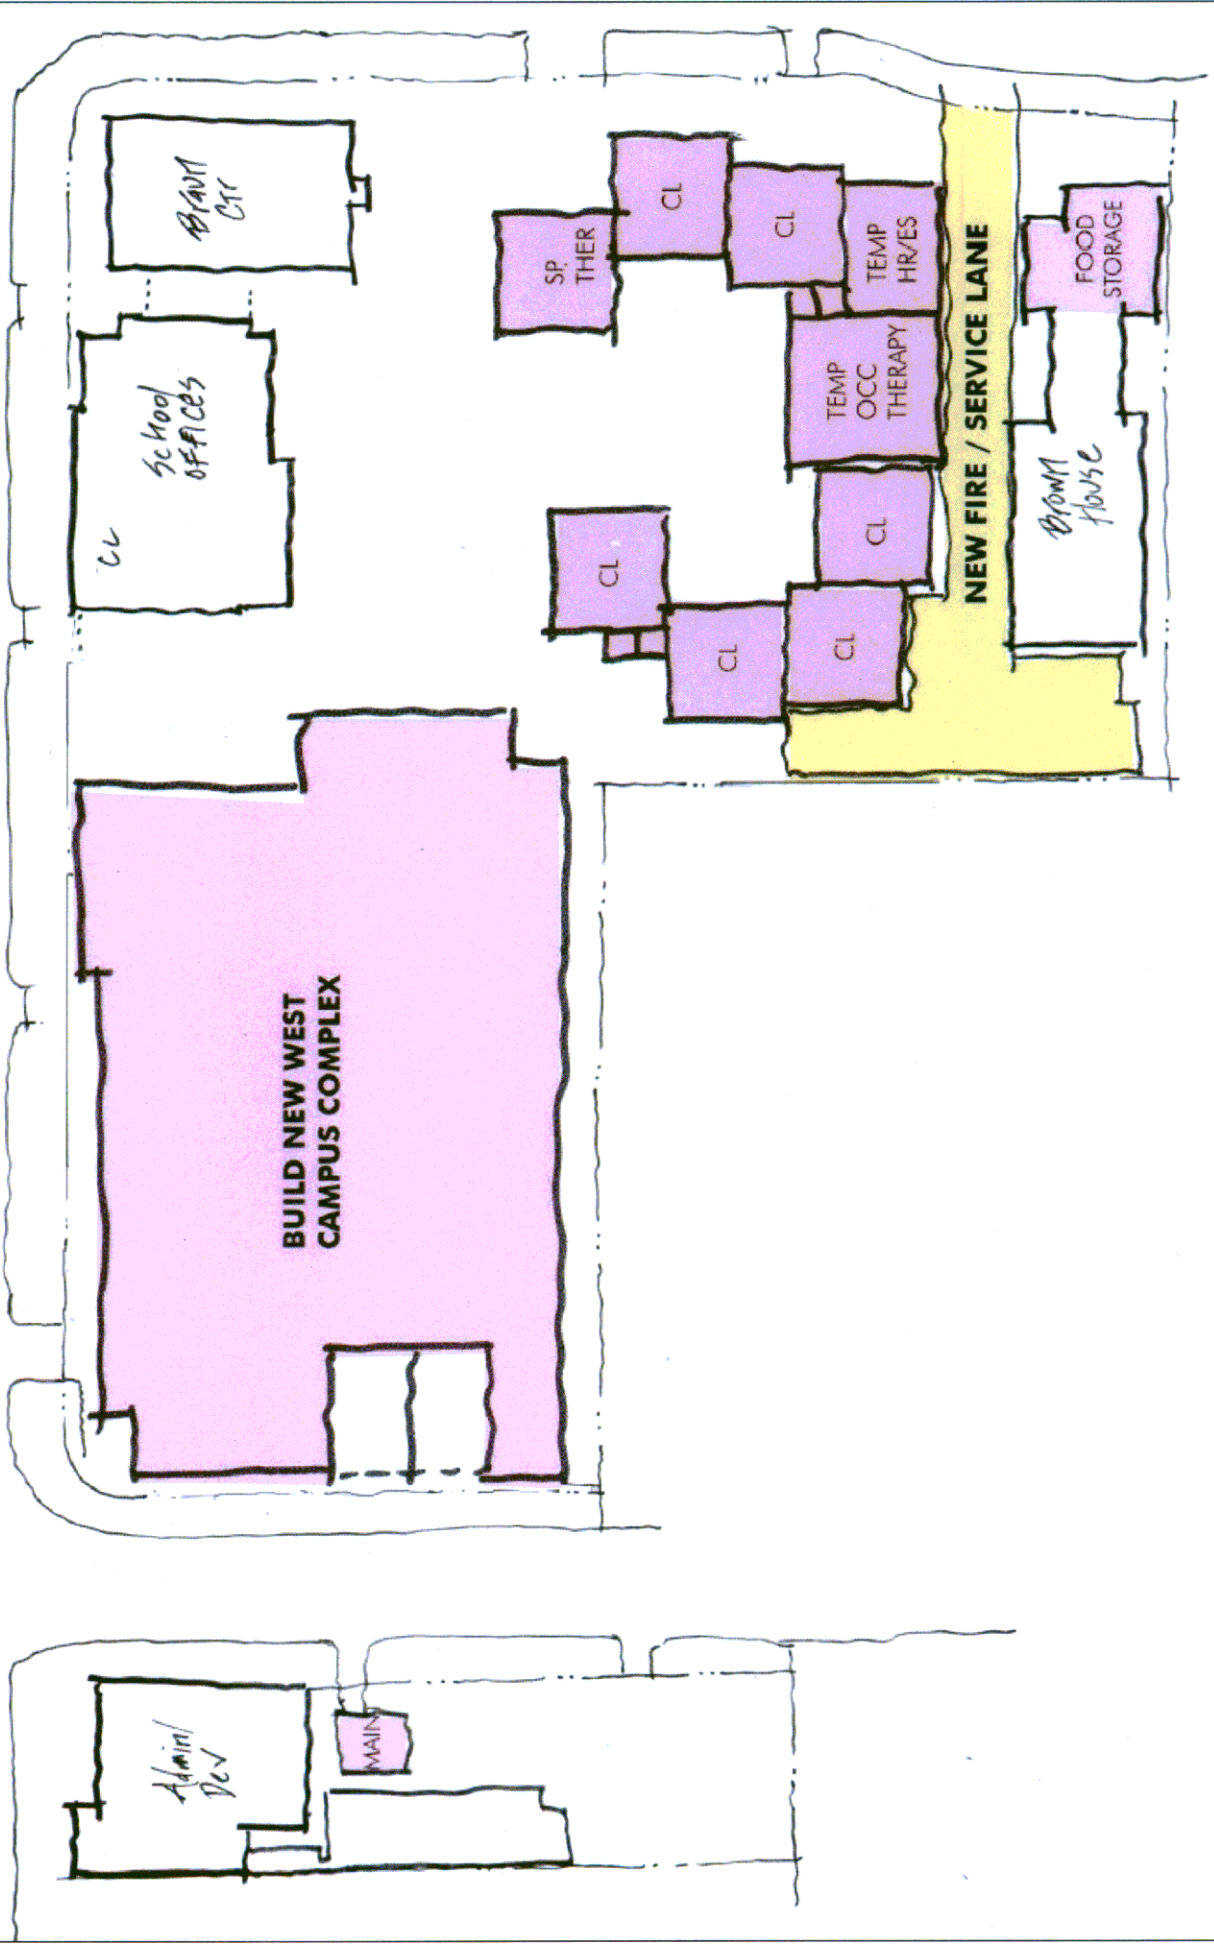 Braun
Ctr
School
OFFICES
CL
SP.
THER
CL
CL
TEMP
HR/ES
TEMP
OCC
THERAPY
CL
CL
CL
CL
NEW FIRE / SERVICE LANE
FOOD
STORAGE
Brown
House
BUILD NEW WEST
CAMPUS COMPLEX
Admin/
Dev
MAIN